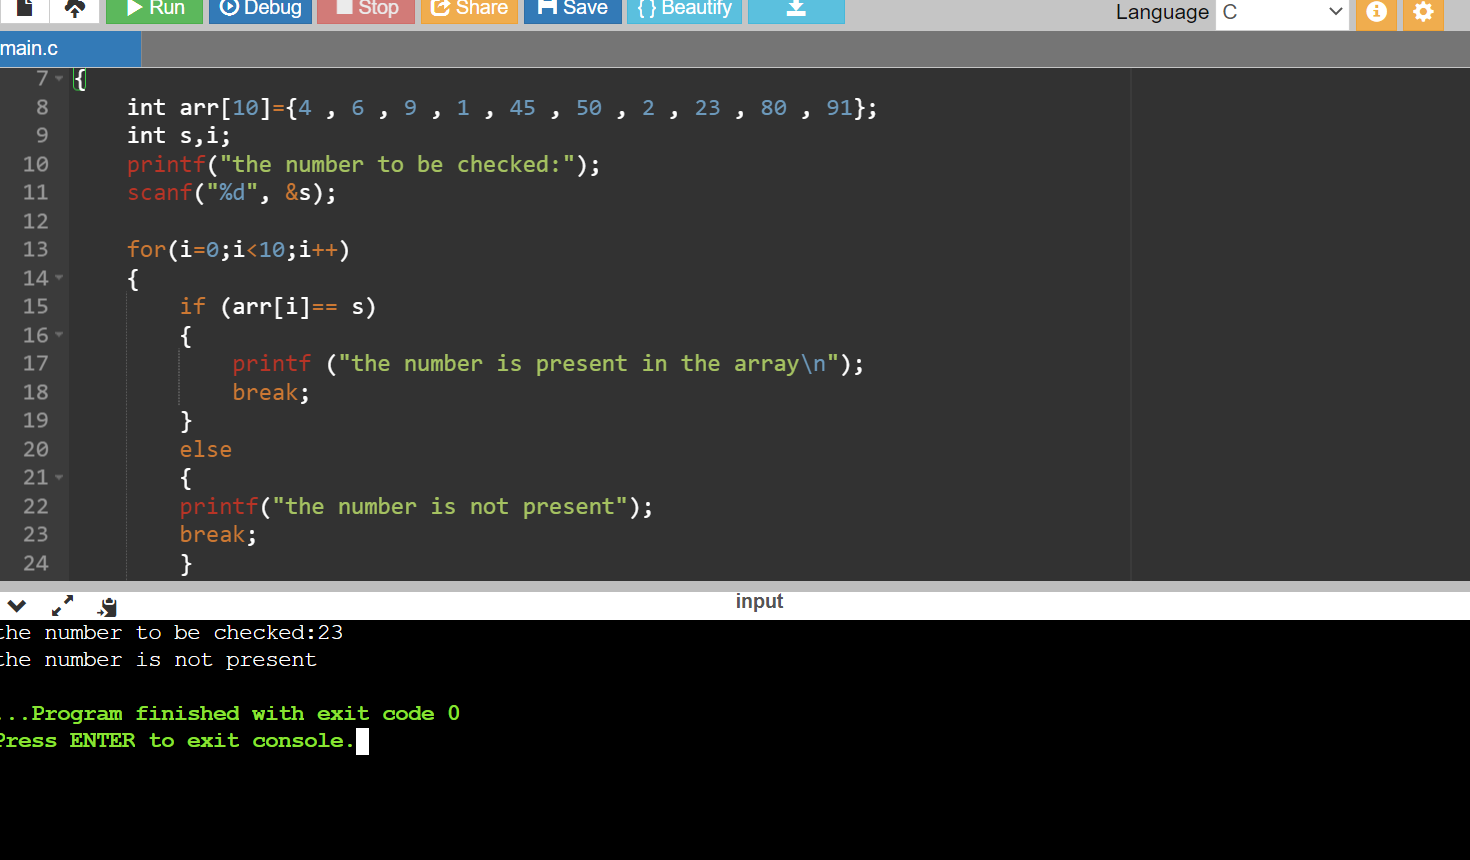 Run Debug Stop Share Save {} Beautify Language C
main.c
7 {
8 int arr[10]={4 , 6 , 9 , 1 , 45 , 50 , 2 , 23 , 80 , 91};
9 int s,i;
10 printf("the number to be checked:");
11 scanf("%d", &s);
12
13 for(i=0;i<10;i++)
14 {
15 if (arr[i]== s)
16 {
17 printf ("the number is present in the array\n");
18 break;
19 }
20 else
21 {
22 printf("the number is not present");
23 break;
24 }
input
the number to be checked:23
the number is not present
...Program finished with exit code 0
Press ENTER to exit console.